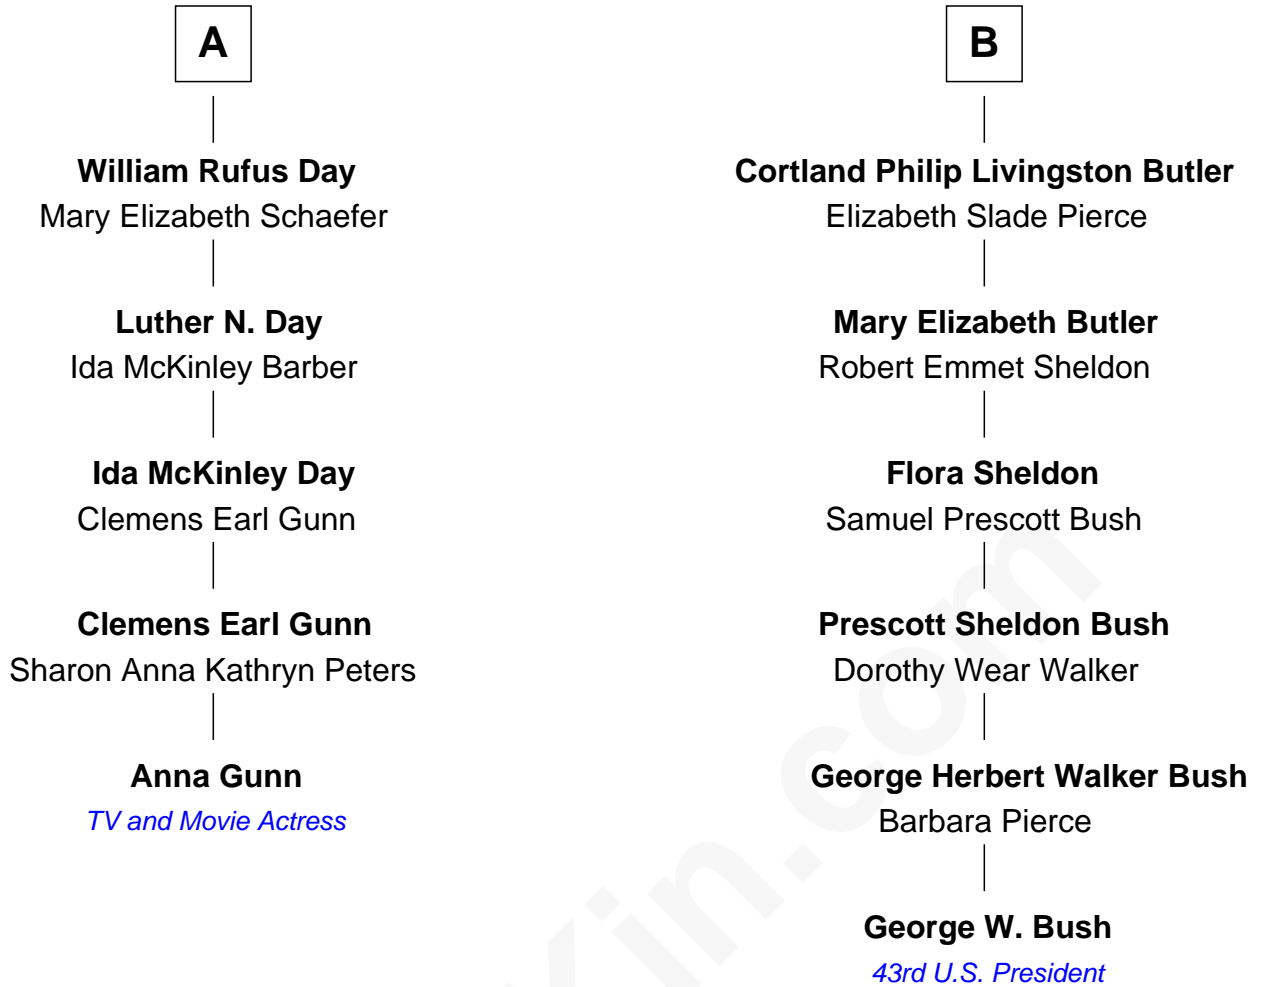 A
William Rufus Day
Mary Elizabeth Schaefer
Luther N. Day
Ida McKinley Barber
Ida McKinley Day
Clemens Earl Gunn
Clemens Earl Gunn
Sharon Anna Kathryn Peters
Anna Gunn
TV and Movie Actress
B
Cortland Philip Livingston Butler
Elizabeth Slade Pierce
Mary Elizabeth Butler
Robert Emmet Sheldon
Flora Sheldon
Samuel Prescott Bush
Prescott Sheldon Bush
Dorothy Wear Walker
George Herbert Walker Bush
Barbara Pierce
George W. Bush
43rd U.S. President
Kin.com